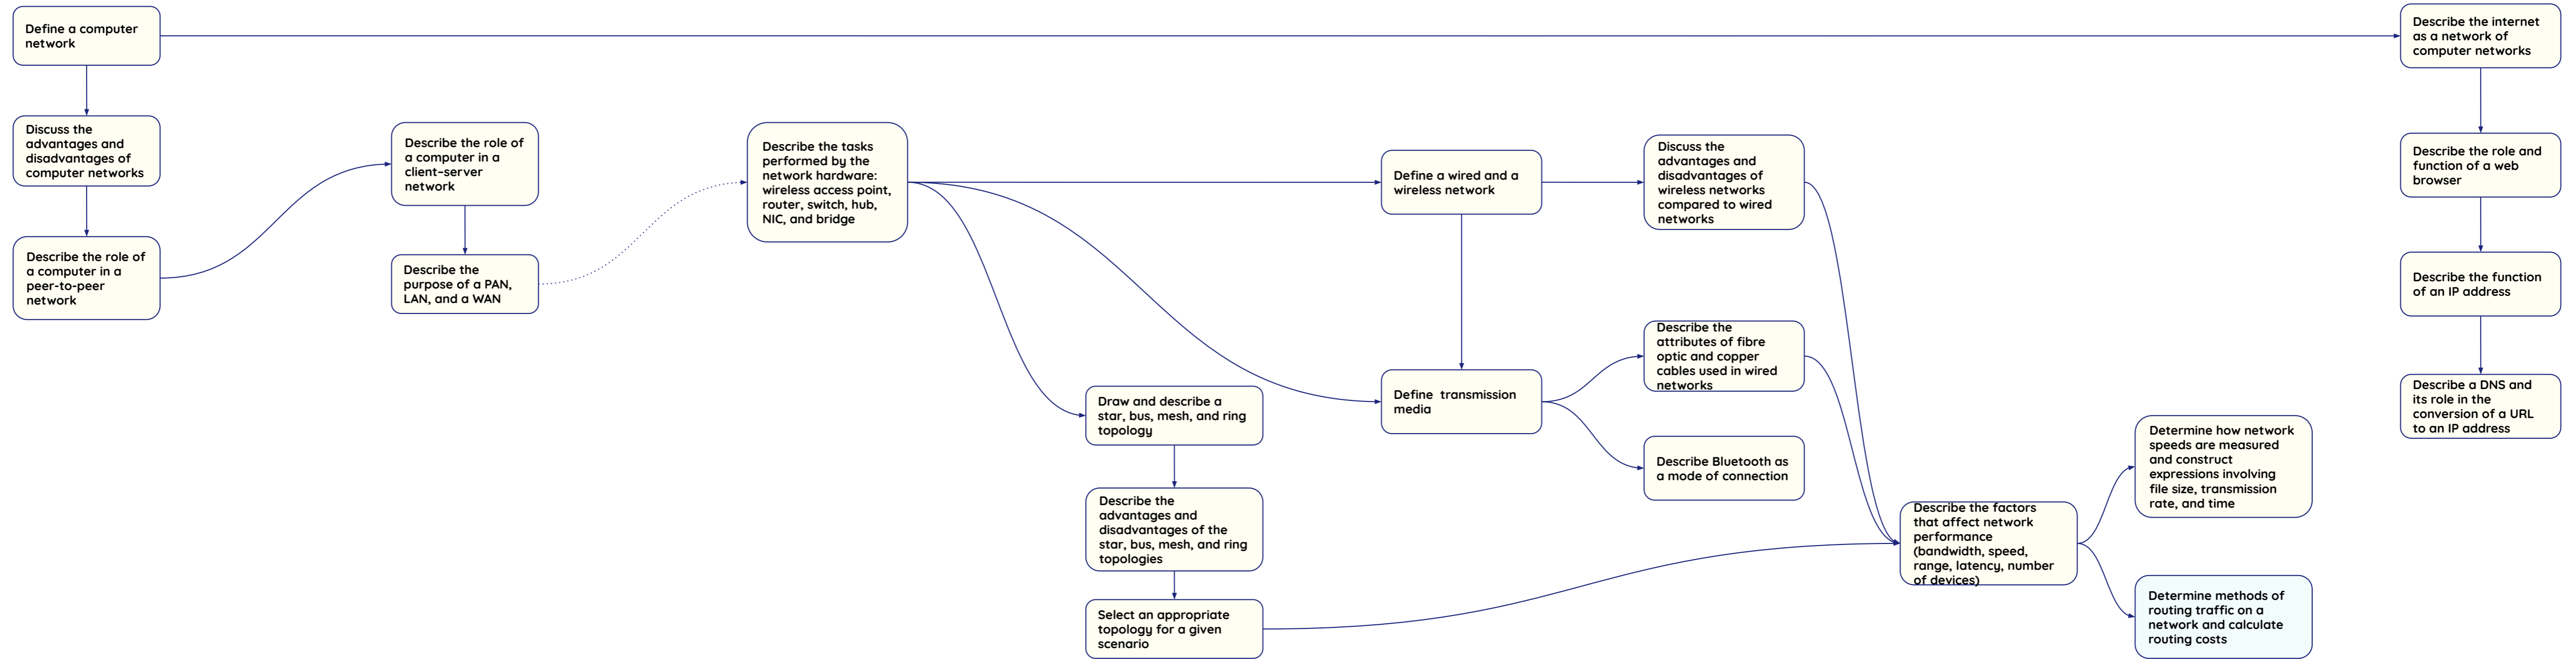 Define a computer
network
Discuss the
advantages and
disadvantages of
computer networks
Describe the role of
a computer in a
peer-to-peer
network
Describe the role of
a computer in a
client–server
network
Describe the
purpose of a PAN,
LAN, and a WAN
Describe the tasks
performed by the
network hardware:
wireless access point,
router, switch, hub,
NIC, and bridge
Draw and describe a
star, bus, mesh, and ring
topology
Describe the
advantages and
disadvantages of the
star, bus, mesh, and ring
topologies
Select an appropriate
topology for a given
scenario
Define a wired and a
wireless network
Define  transmission
media
Discuss the
advantages and
disadvantages of
wireless networks
compared to wired
networks
Describe the
attributes of fibre
optic and copper
cables used in wired
networks
Describe Bluetooth as
a mode of connection
Describe the factors
that affect network
performance
(bandwidth, speed,
range, latency, number
of devices)
Determine how network
speeds are measured
and construct
expressions involving
file size, transmission
rate, and time
Determine methods of
routing traffic on a
network and calculate
routing costs
Describe the internet
as a network of
computer networks
Describe the role and
function of a web
browser
Describe the function
of an IP address
Describe a DNS and
its role in the
conversion of a URL
to an IP address